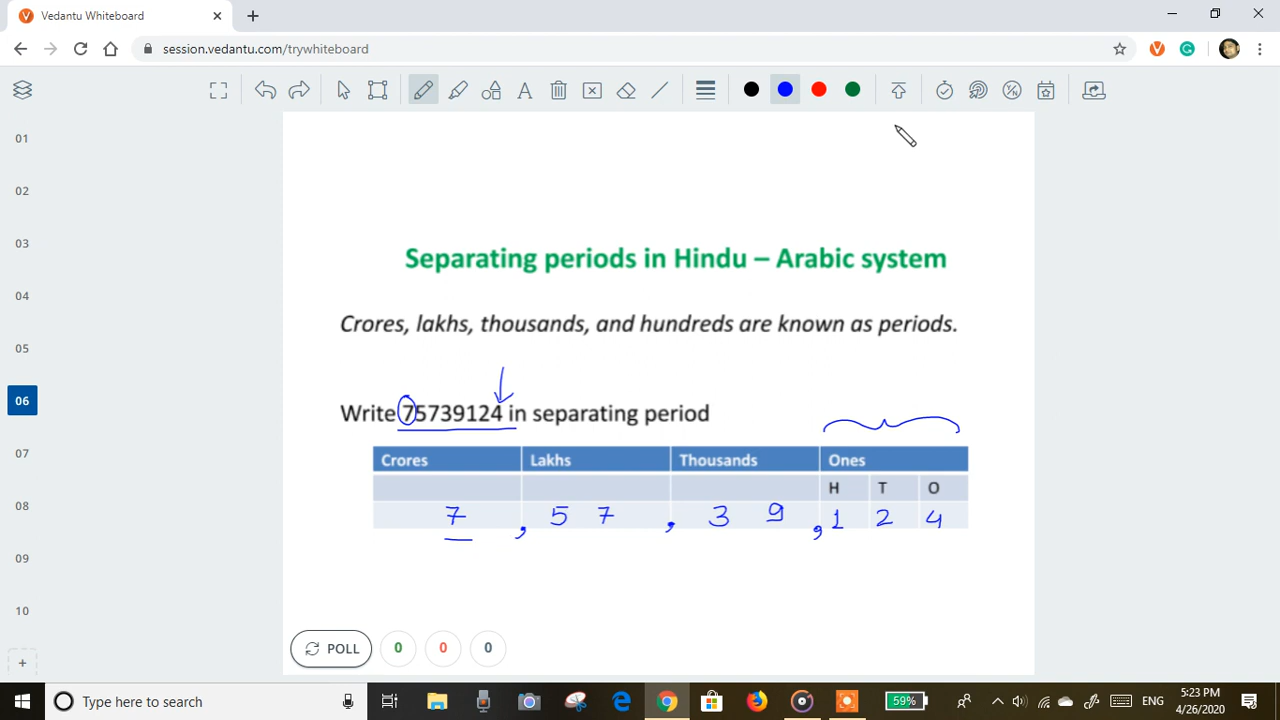 Vedantu Whiteboard
session.vedantu.com/trywhiteboard
01
02
03
04
05
06
07
08
09
10
Separating periods in Hindu – Arabic system
Crores, lakhs, thousands, and hundreds are known as periods.
Write 75739124 in separating period
Crores Lakhs Thousands Ones
H T O
7 , 5 7 , 3 9 , 1 2 4
POLL 0 0 0
Type here to search
59%
ENG
5:23 PM
4/26/2020